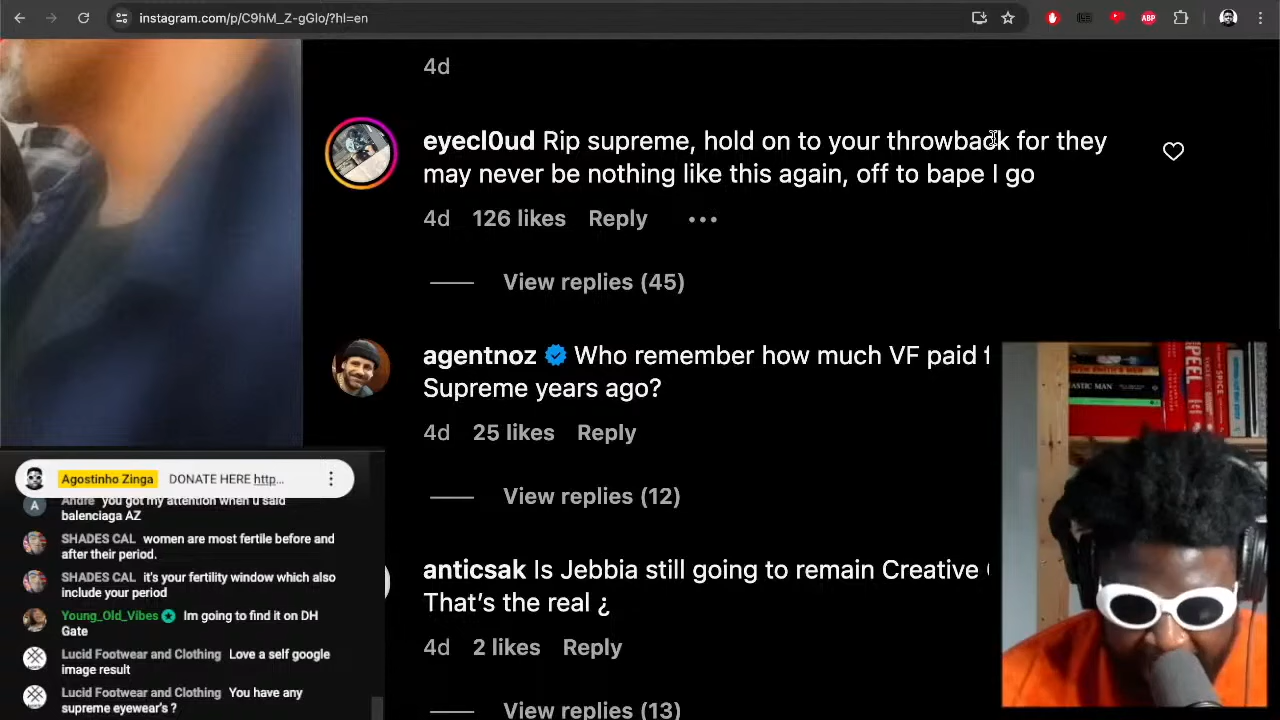 instagram.com/p/C9hM_Z-gGlo/?hl=en
ABP
4d
eyecl0ud Rip supreme, hold on to your throwback for they
may never be nothing like this again, off to bape I go
4d 126 likes Reply
View replies (45)
agentnoz Who remember how much VF paid f
Supreme years ago?
4d 25 likes Reply
View replies (12)
anticsak Is Jebbia still going to remain Creative
That's the real ¿
4d 2 likes Reply
View replies (13)
Agostinho Zinga DONATE HERE http...
A
Andre you got my attention when u said
balenciaga AZ
SHADES CAL women are most fertile before and
after their period.
SHADES CAL it's your fertility window which also
include your period
Young_Old_Vibes Im going to find it on DH
Gate
Lucid Footwear and Clothing Love a self google
image result
Lucid Footwear and Clothing You have any
supreme eyewear's ?
ASTIC MAN
PEEL
SPICE